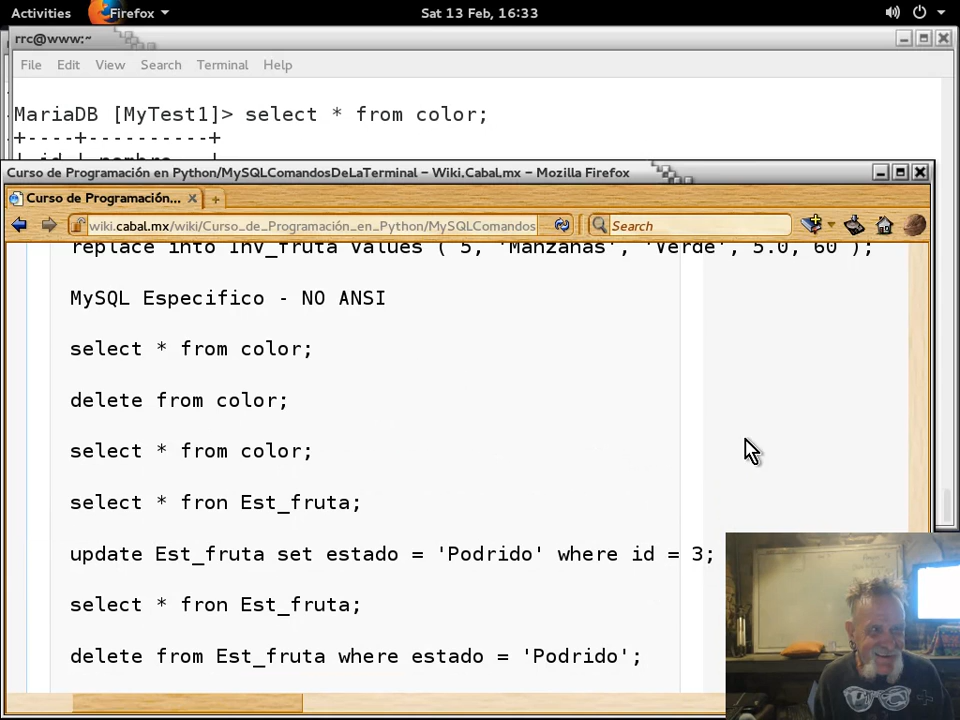 Activities Firefox Sat 13 Feb, 16:33
rrc@www:~
File Edit View Search Terminal Help
MariaDB [MyTest1]> select * from color;
+----+----------+
| id | nombre |
Curso de Programación en Python/MySQLComandosDeLaTerminal – Wiki.Cabal.mx – Mozilla Firefox
Curso de Programación...
wiki.cabal.mx/wiki/Curso_de_Programación_en_Python/MySQLComandos Search
replace into Inv_fruta values ( 5, 'Manzanas', 'Verde', 5.0, 60 );
MySQL Especifico - NO ANSI
select * from color;
delete from color;
select * from color;
select * fron Est_fruta;
update Est_fruta set estado = 'Podrido' where id = 3;
select * fron Est_fruta;
delete from Est_fruta where estado = 'Podrido';